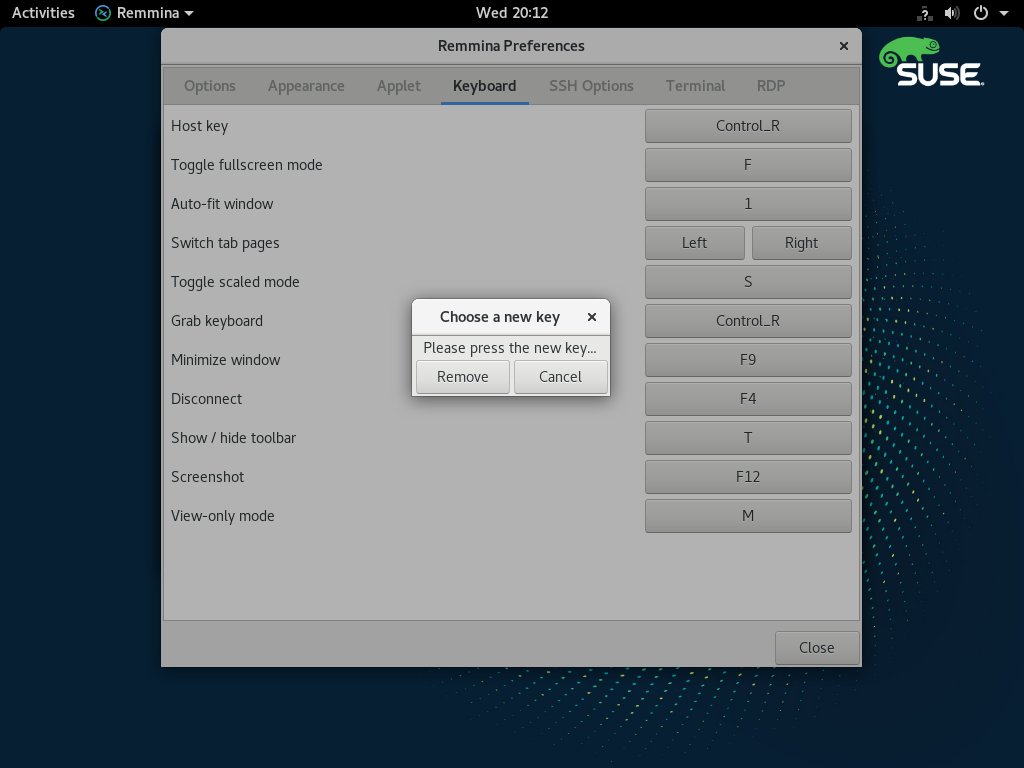 Activities Remmina Wed 20:12
Remmina Preferences
SUSE
Options Appearance Applet Keyboard SSH Options Terminal RDP
Host key Control_R
Toggle fullscreen mode F
Auto-fit window 1
Switch tab pages Left Right
Toggle scaled mode S
Grab keyboard Control_R
Minimize window F9
Disconnect F4
Show / hide toolbar T
Screenshot F12
View-only mode M
Choose a new key
Please press the new key...
Remove Cancel
Close